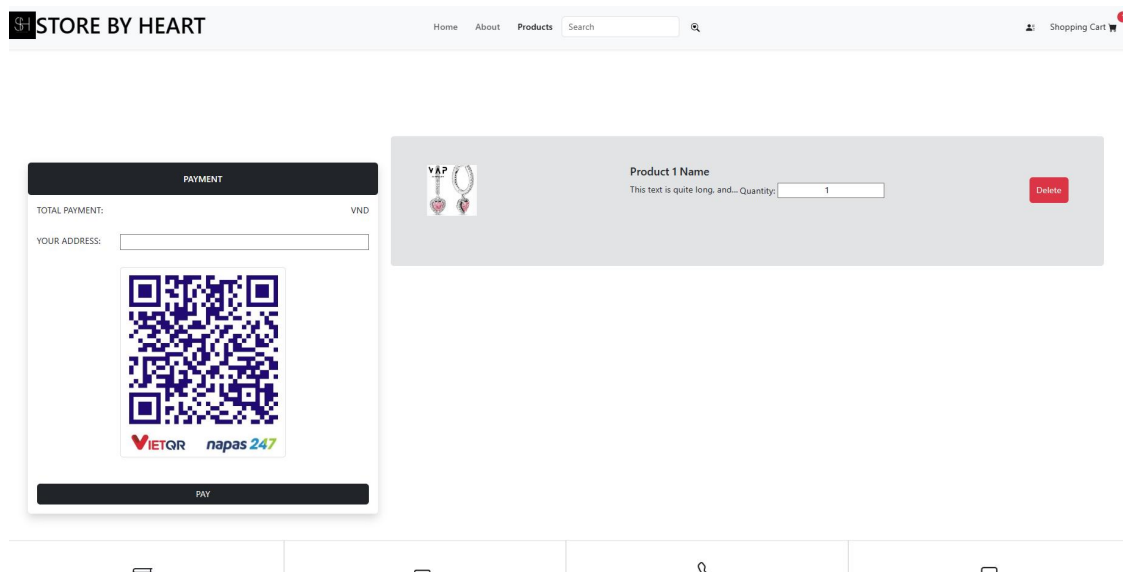 SH STORE BY HEART
Home About Products Search
Shopping Cart
PAYMENT
TOTAL PAYMENT: VND
YOUR ADDRESS:
VIETQR napas 247
PAY
VAP
Product 1 Name
This text is quite long, and... Quantity: 1
Delete